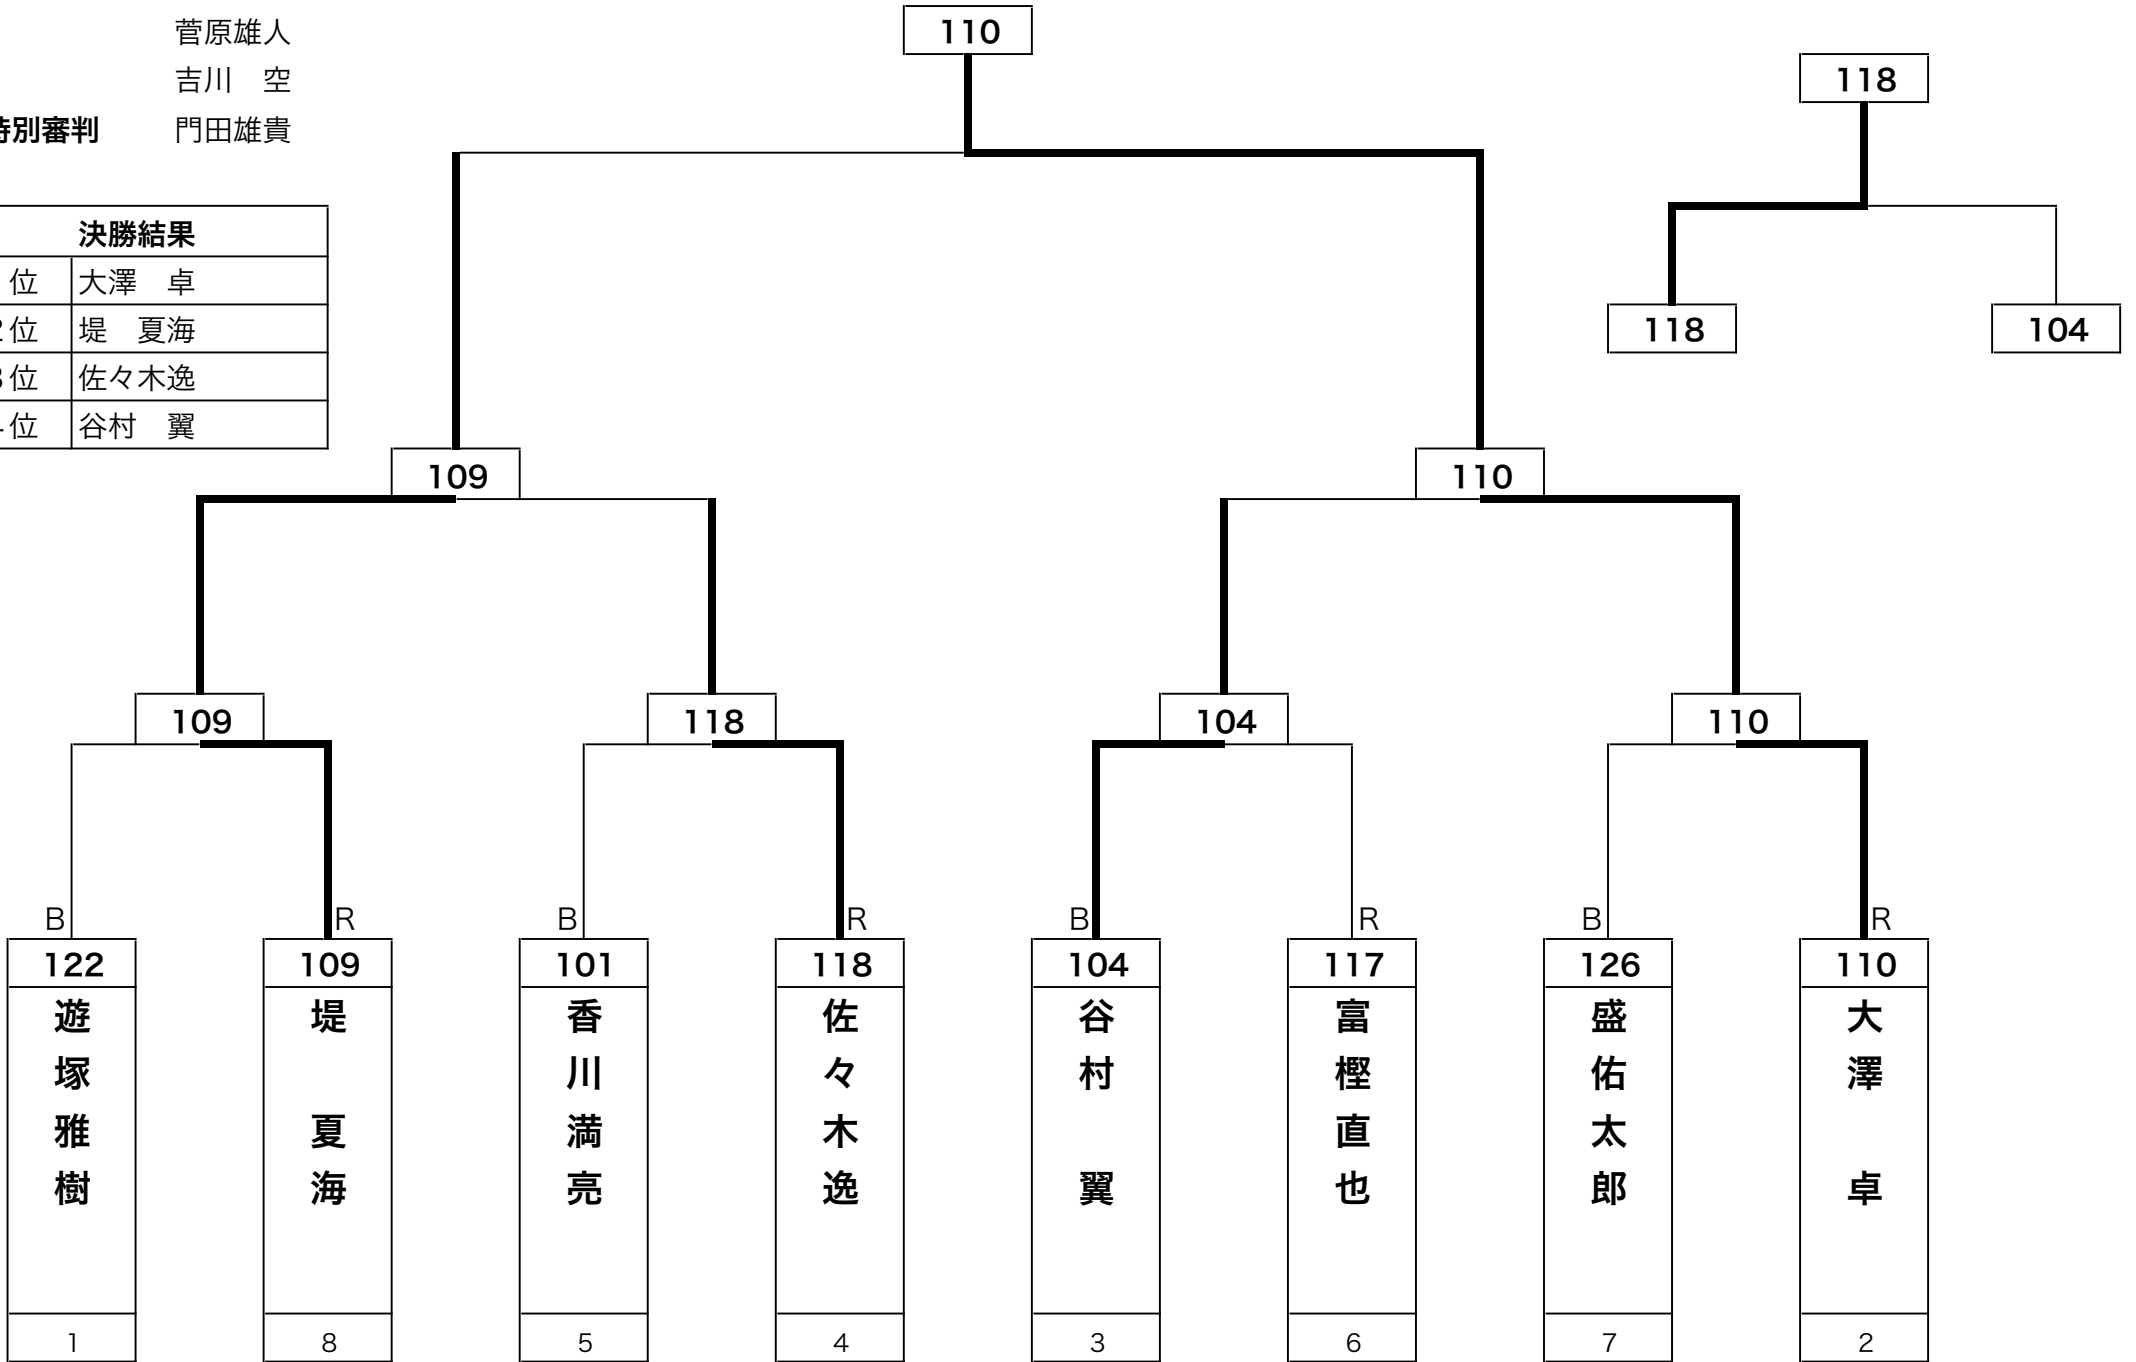 菅原雄人
吉川　空
特別審判　門田雄貴
110
118
決勝結果
位 大澤　卓
2位 堤　夏海
3位 佐々木逸
位 谷村　翼
118 104
109 110
109 118 104 110
B R B R B R B R
122 109 101 118 104 117 126 110
遊塚雅樹
堤　夏海
香川満亮
佐々木逸
谷村　翼
富樫直也
盛佑太郎
大澤　卓
1 8 5 4 3 6 7 2